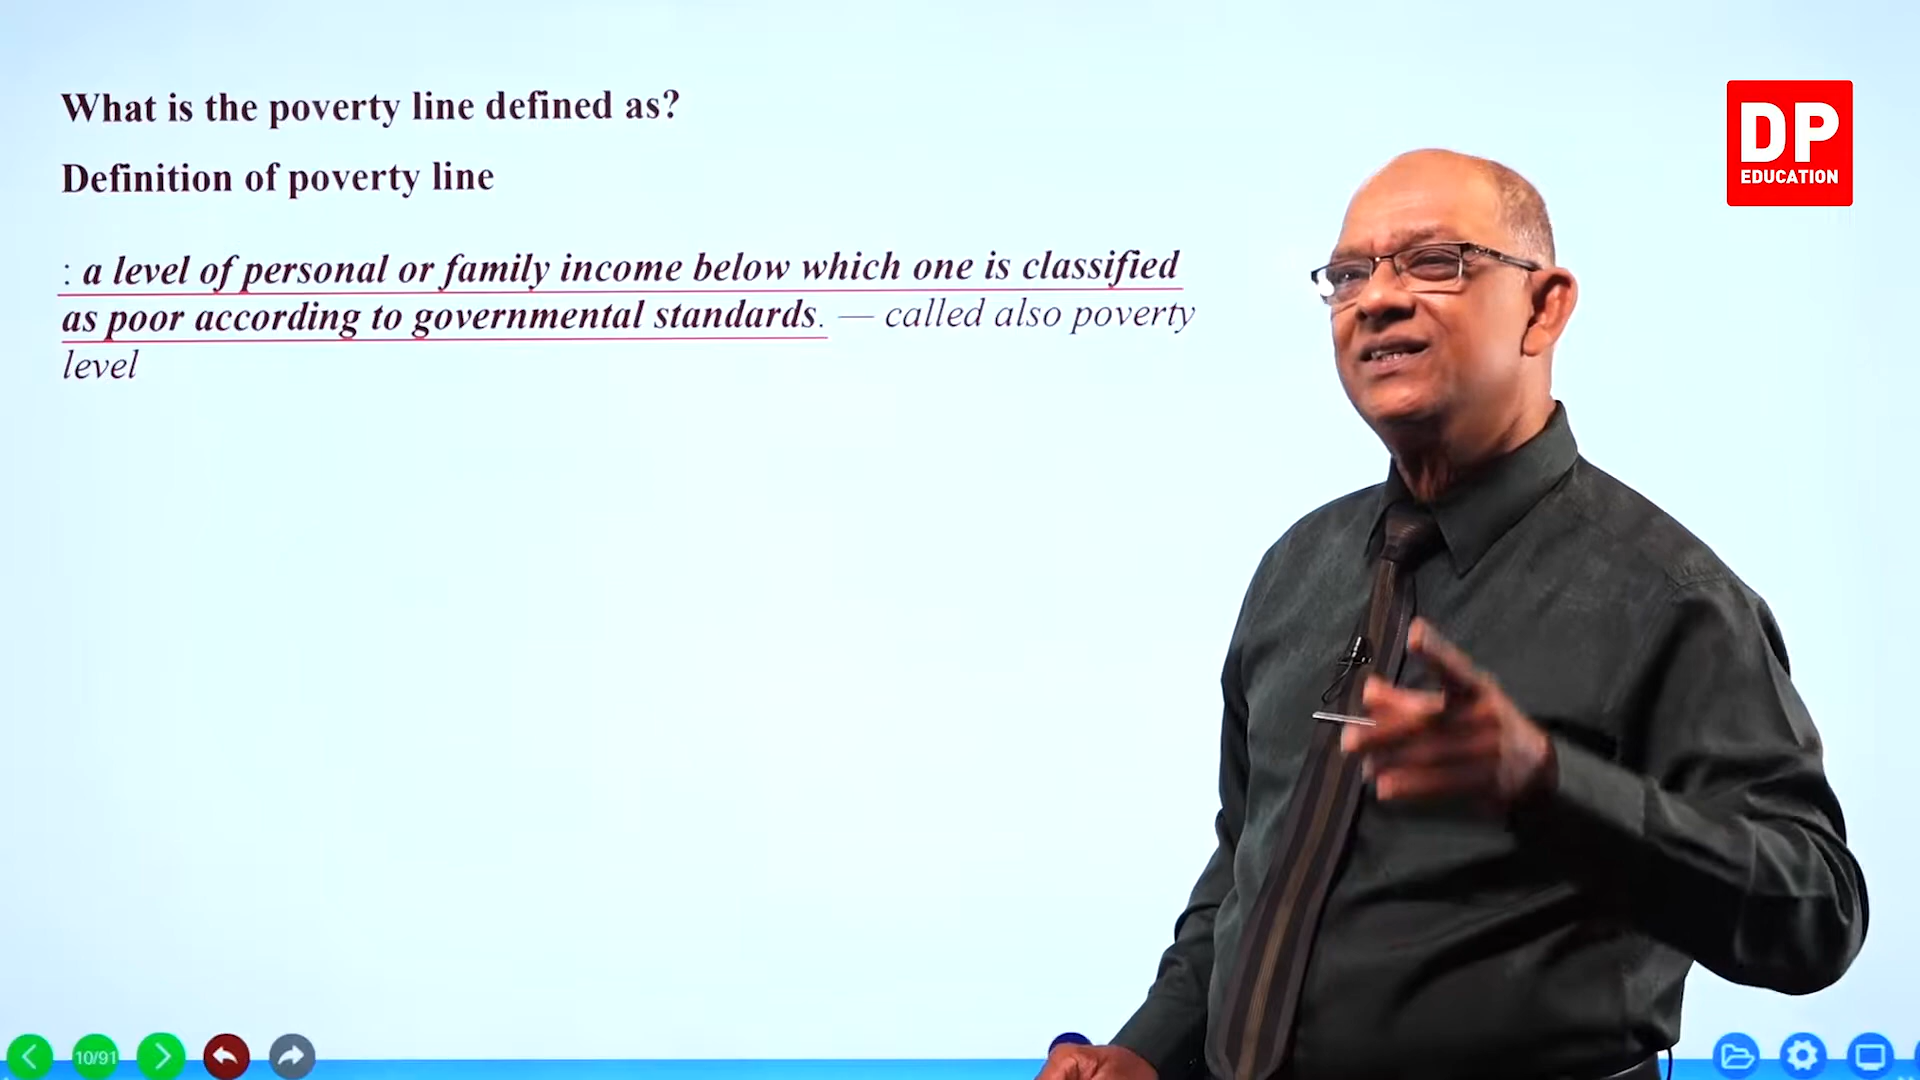 What is the poverty line defined as?
Definition of poverty line
: a level of personal or family income below which one is classified
as poor according to governmental standards. — called also poverty
level
DP
EDUCATION
10/91